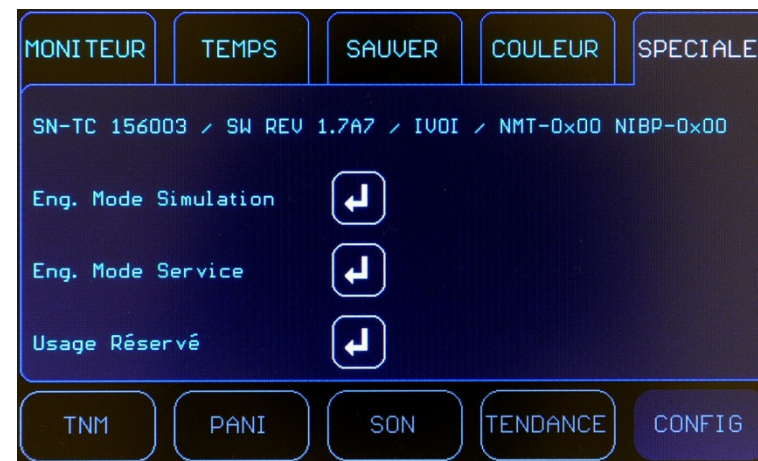 MONITEUR TEMPS SAUVER COULEUR SPECIALE
SN-TC 156003 / SW REV 1.7A7 / IVOI / NMT-0x00 NIBP-0x00
Eng. Mode Simulation
Eng. Mode Service
Usage Réservé
TNM PANI SON TENDANCE CONFIG